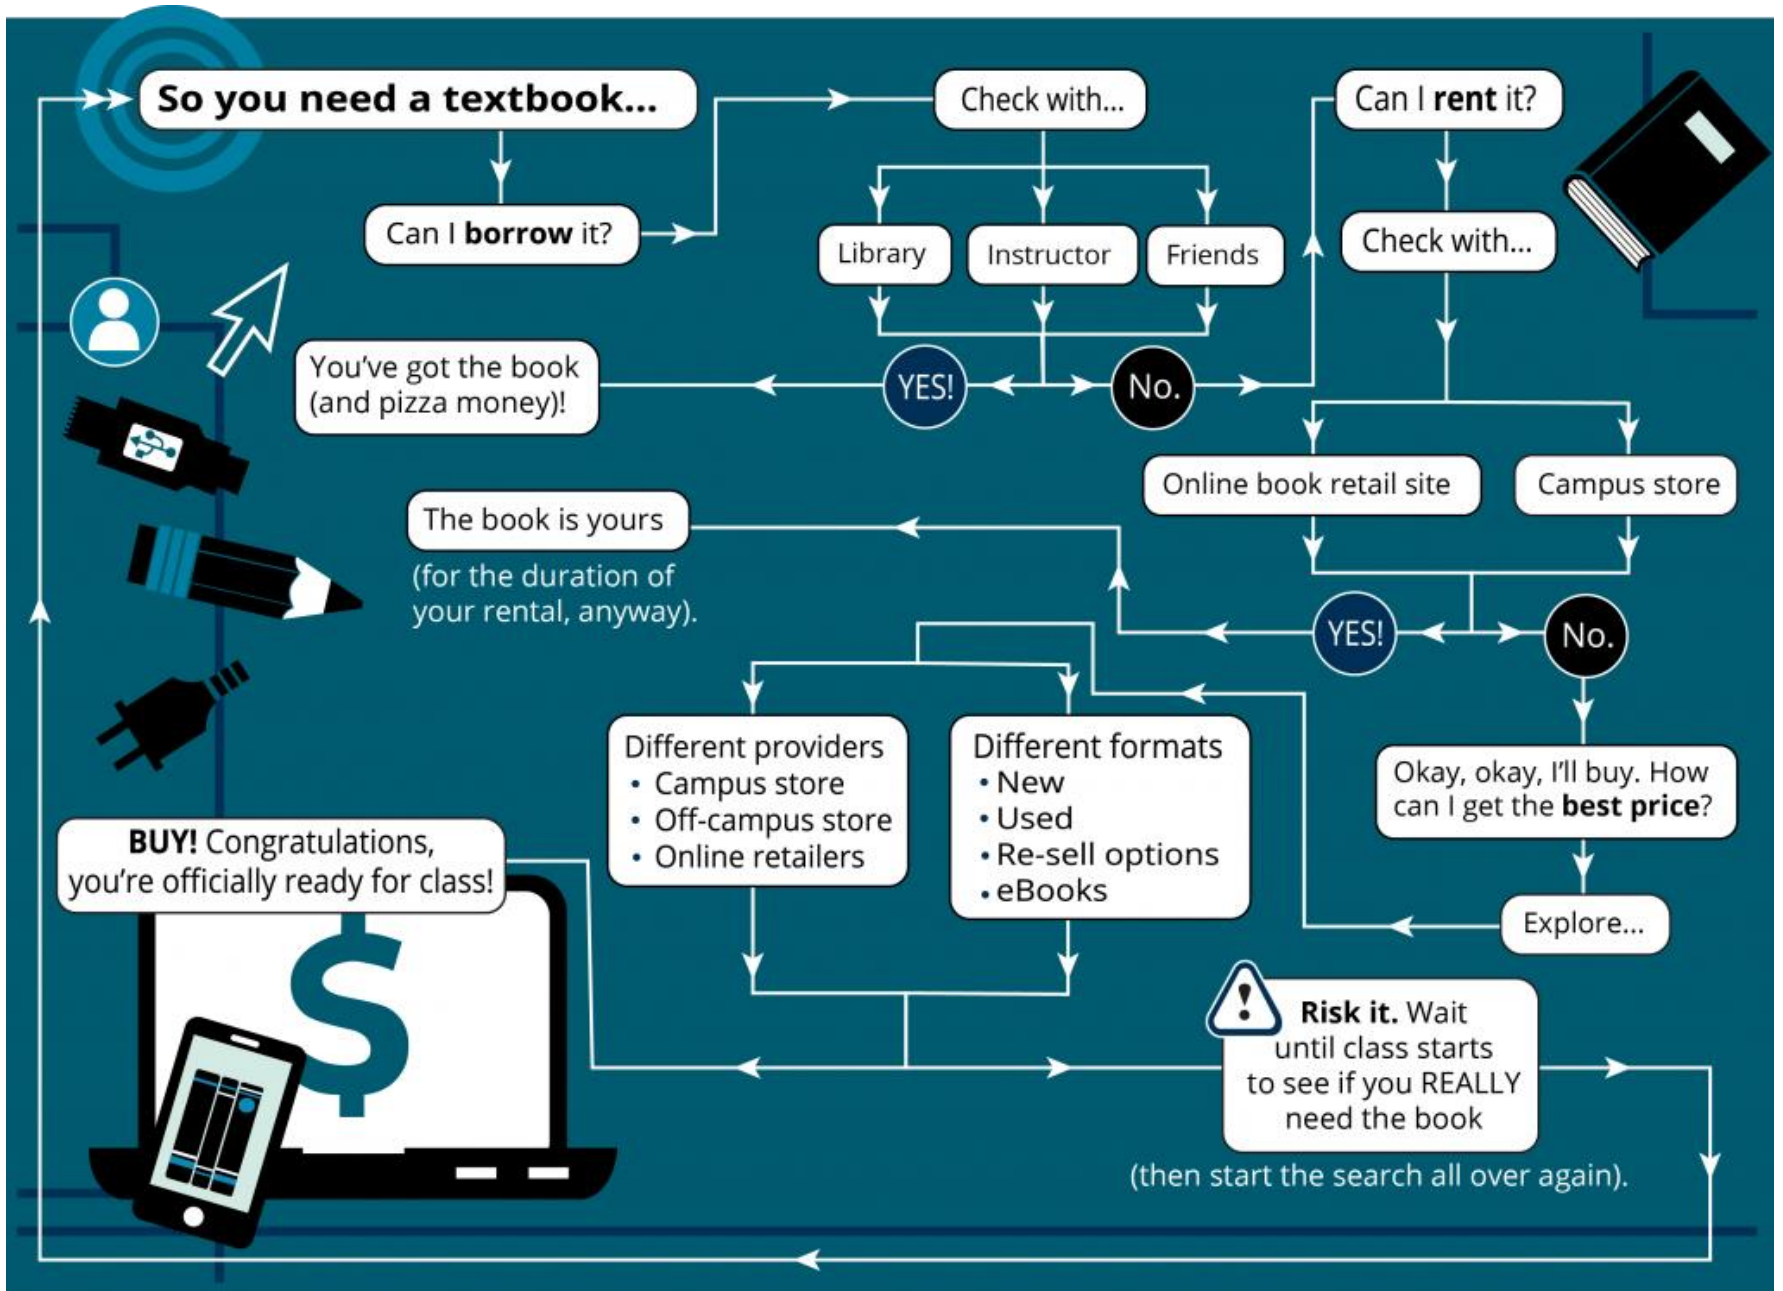 So you need a textbook...
Can I borrow it?
Check with...
Library
Instructor
Friends
YES!
No.
You've got the book
(and pizza money)!
Can I rent it?
Check with...
Online book retail site
Campus store
YES!
No.
The book is yours
(for the duration of
your rental, anyway).
Okay, okay, I'll buy. How
can I get the best price?
Explore...
Different providers
• Campus store
• Off-campus store
• Online retailers
Different formats
• New
• Used
• Re-sell options
• eBooks
BUY! Congratulations,
you're officially ready for class!
$
!
Risk it. Wait
until class starts
to see if you REALLY
need the book
(then start the search all over again).